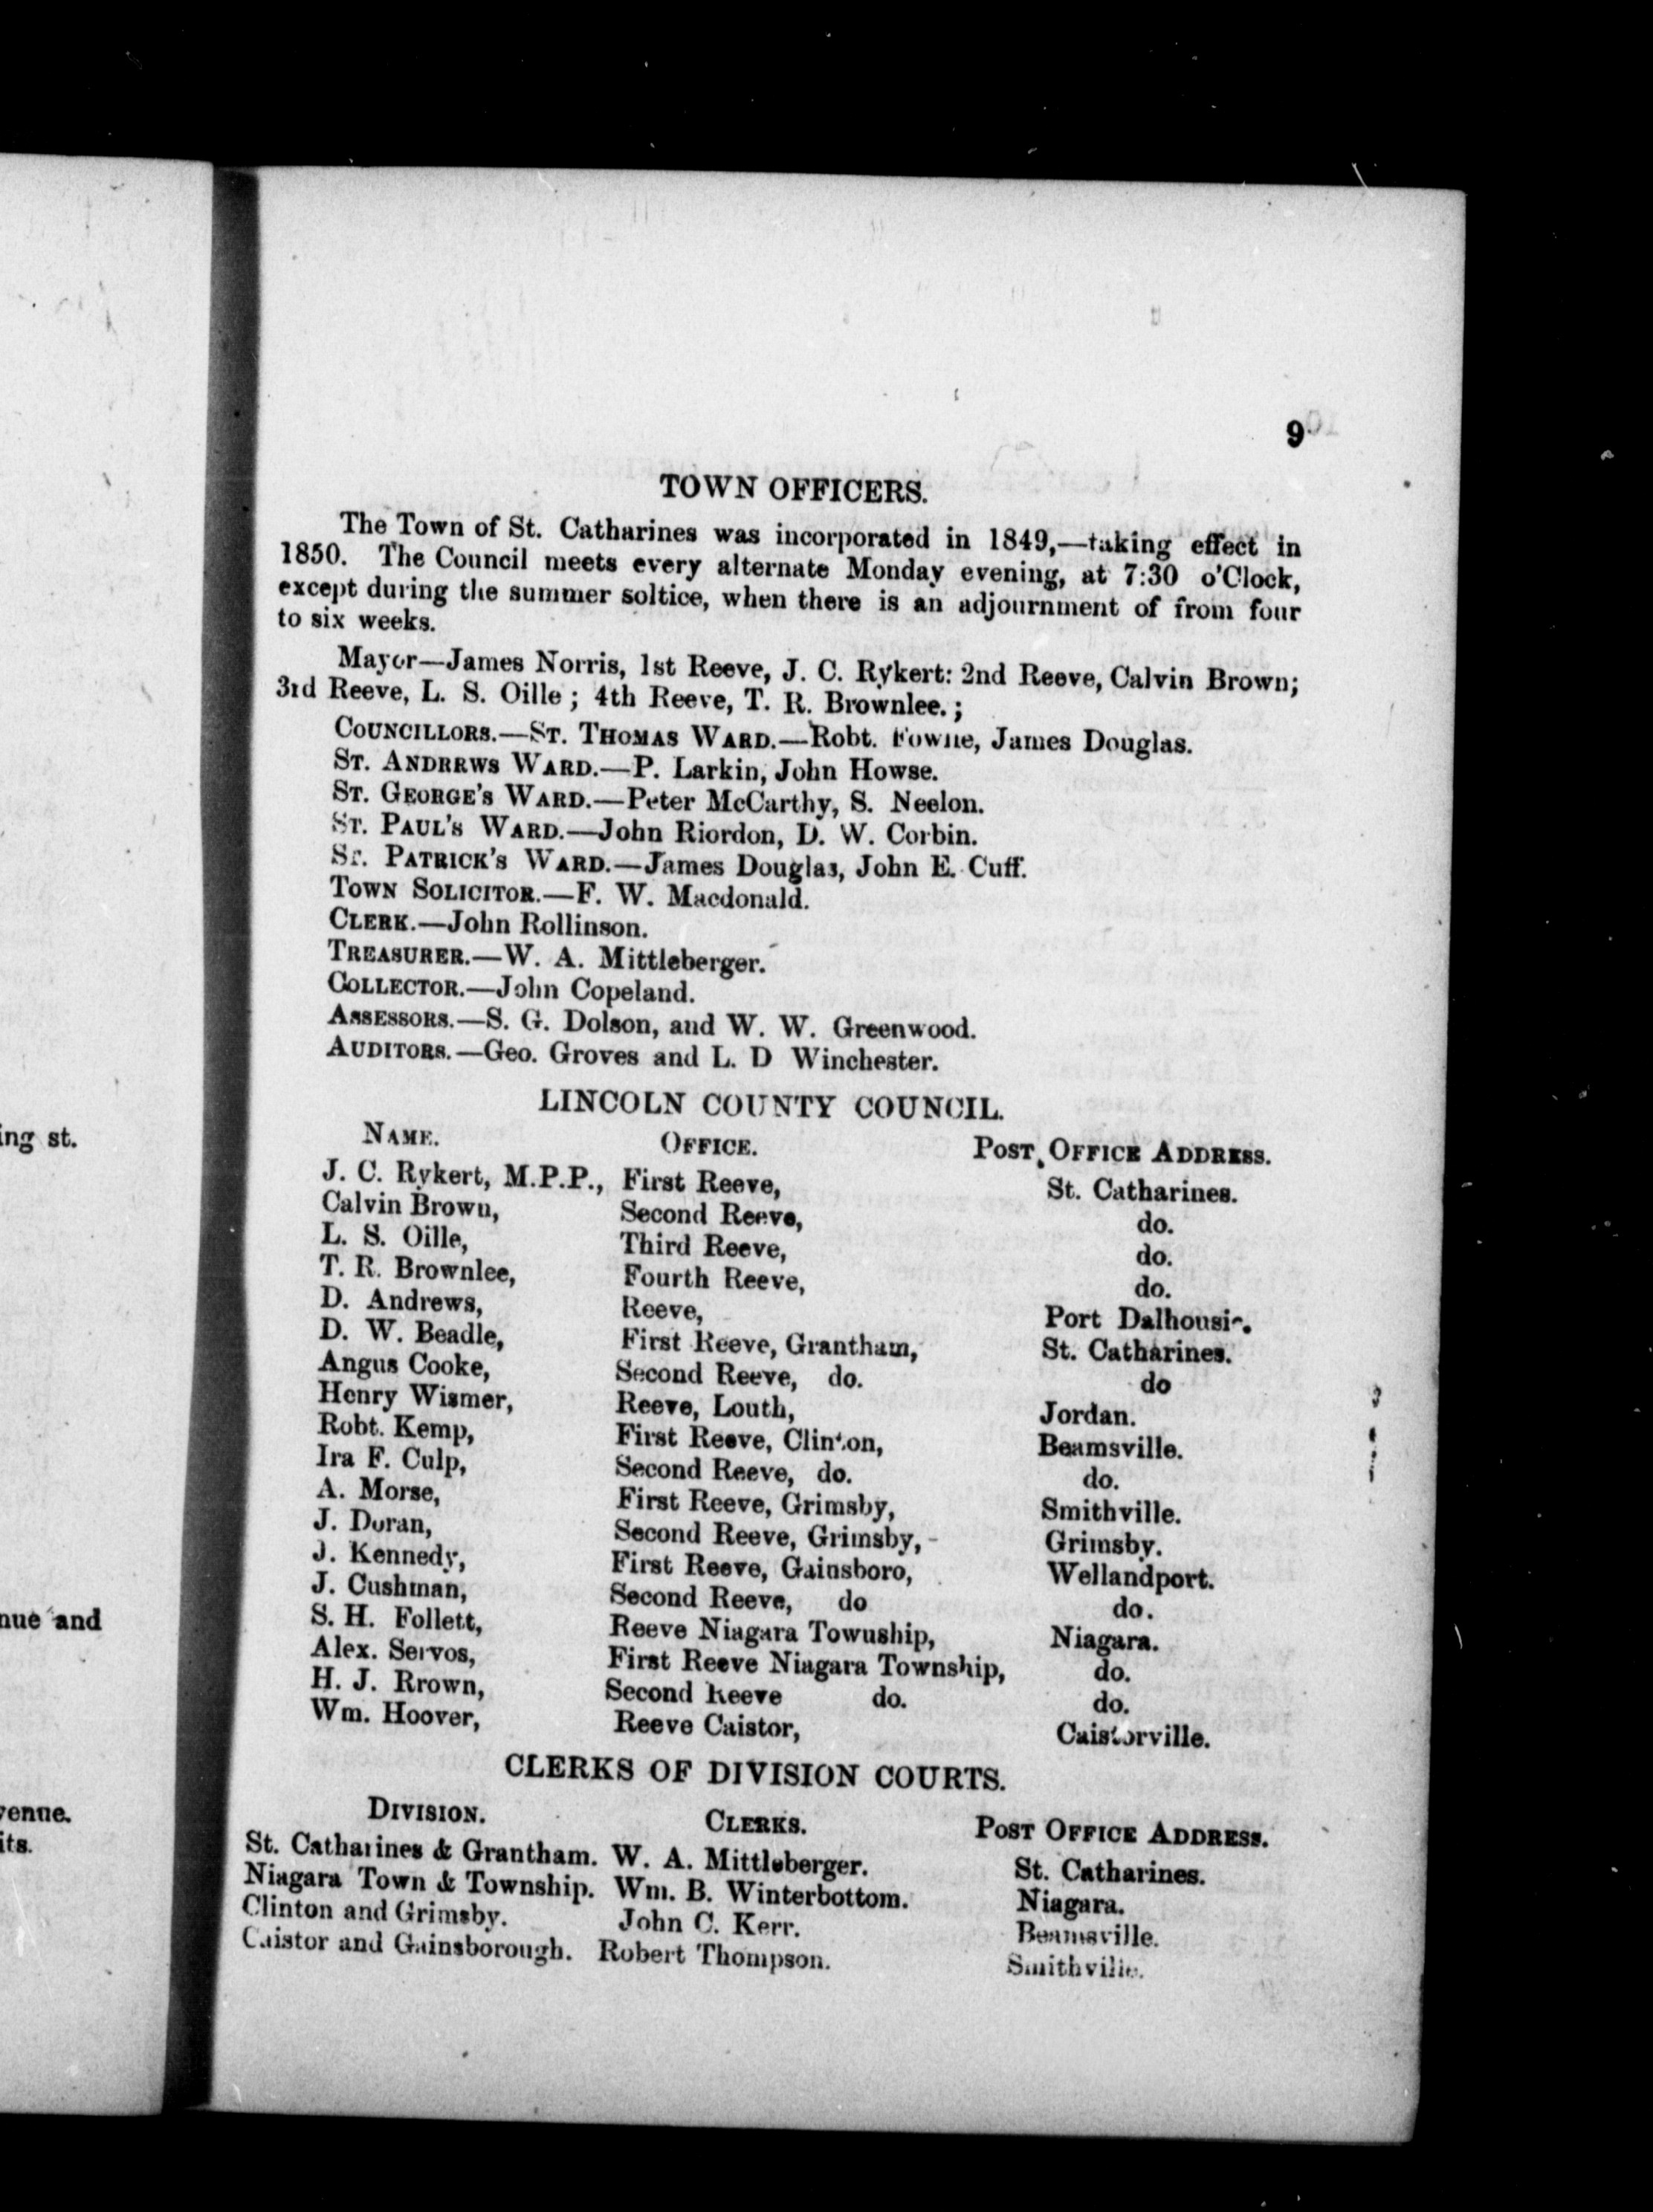 ing st.
nue and
venue.
its.
9
TOWN OFFICERS.
The Town of St. Catharines was incorporated in 1849,—taking effect in
1850. The Council meets every alternate Monday evening, at 7:30 o'Clock,
except during the summer soltice, when there is an adjournment of from four
to six weeks.
Mayor—James Norris, 1st Reeve, J. C. Rykert: 2nd Reeve, Calvin Brown;
3rd Reeve, L. S. Oille; 4th Reeve, T. R. Brownlee.;
COUNCILLORS.—ST. THOMAS WARD.—Robt. Fowlie, James Douglas.
ST. ANDRRWS WARD.—P. Larkin, John Howse.
ST. GEORGE'S WARD.—Peter McCarthy, S. Neelon.
ST. PAUL'S WARD.—John Riordon, D. W. Corbin.
ST. PATRICK'S WARD.—James Douglas, John E. Cuff.
TOWN SOLICITOR.—F. W. Macdonald.
CLERK.—John Rollinson.
TREASURER.—W. A. Mittleberger.
COLLECTOR.—John Copeland.
ASSESSORS.—S. G. Dolson, and W. W. Greenwood.
AUDITORS.—Geo. Groves and L. D Winchester.
LINCOLN COUNTY COUNCIL.
NAME. OFFICE. POST OFFICE ADDRESS.
J. C. Rykert, M.P.P., First Reeve, St. Catharines.
Calvin Brown, Second Reeve, do.
L. S. Oille, Third Reeve, do.
T. R. Brownlee, Fourth Reeve, do.
D. Andrews, Reeve, Port Dalhousie.
D. W. Beadle, First Reeve, Grantham, St. Catharines.
Angus Cooke, Second Reeve, do. do
Henry Wismer, Reeve, Louth, Jordan.
Robt. Kemp, First Reeve, Clinton, Beamsville.
Ira F. Culp, Second Reeve, do. do.
A. Morse, First Reeve, Grimsby, Smithville.
J. Doran, Second Reeve, Grimsby, Grimsby.
J. Kennedy, First Reeve, Gainsboro, Wellandport.
J. Cushman, Second Reeve, do do.
S. H. Follett, Reeve Niagara Towuship, Niagara.
Alex. Servos, First Reeve Niagara Township, do.
H. J. Rrown, Second Reeve do. do.
Wm. Hoover, Reeve Caistor, Caistorville.
CLERKS OF DIVISION COURTS.
DIVISION. CLERKS. POST OFFICE ADDRESS.
St. Catharines & Grantham. W. A. Mittleberger. St. Catharines.
Niagara Town & Township. Wm. B. Winterbottom. Niagara.
Clinton and Grimsby. John C. Kerr. Beamsville.
Caistor and Gainsborough. Robert Thompson. Smithville.